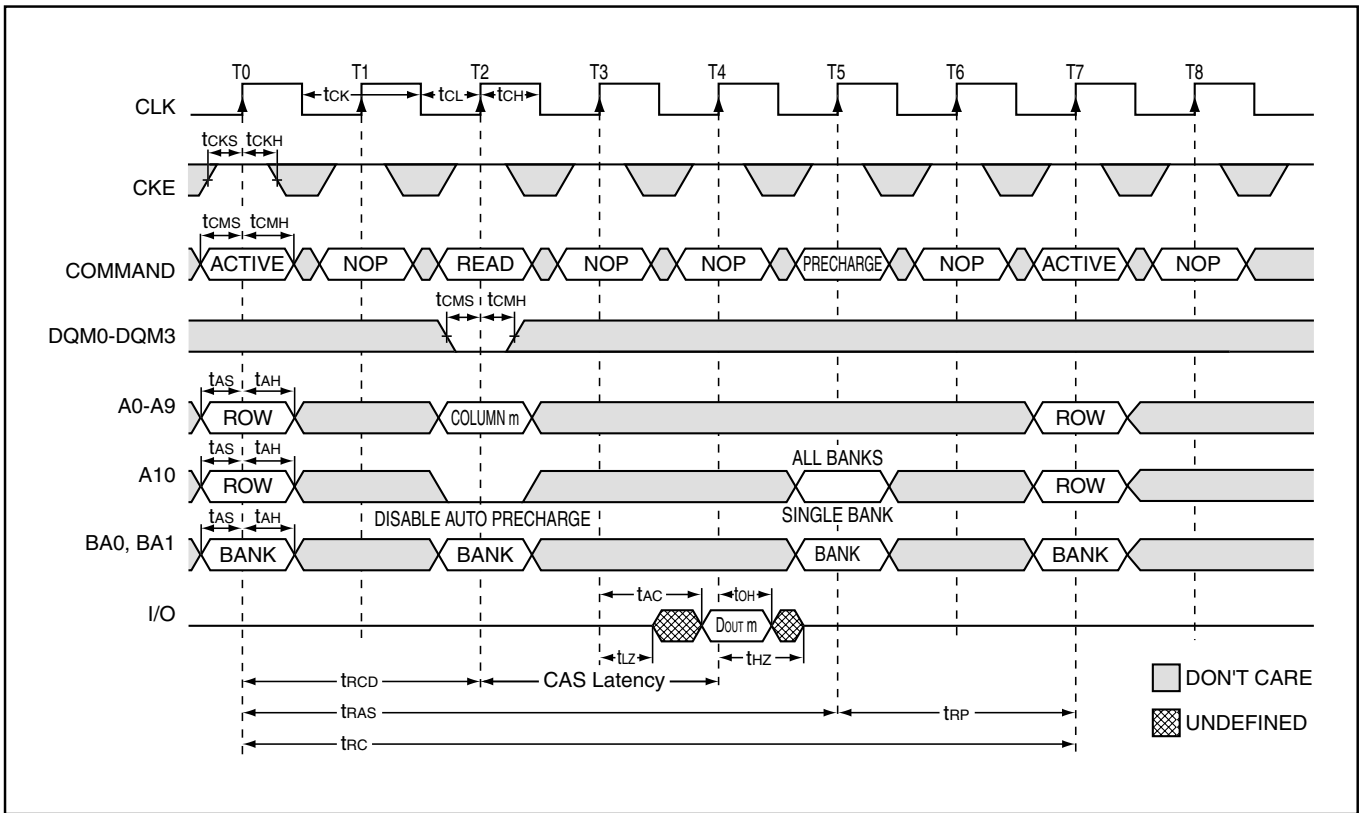 T0 T1 T2 T3 T4 T5 T6 T7 T8
CLK tCK tCL tCH
tCKS tCKH
CKE
tCMS tCMH
COMMAND ACTIVE NOP READ NOP NOP PRECHARGE NOP ACTIVE NOP
tCMS tCMH
DQM0-DQM3
tAS tAH
A0-A9 ROW COLUMN m ROW
tAS tAH ALL BANKS
A10 ROW ROW
tAS tAH DISABLE AUTO PRECHARGE SINGLE BANK
BA0, BA1 BANK BANK BANK BANK
tAC tOH
I/O DOUT m
tLZ tHZ
tRCD CAS Latency DON'T CARE
tRAS tRP UNDEFINED
tRC